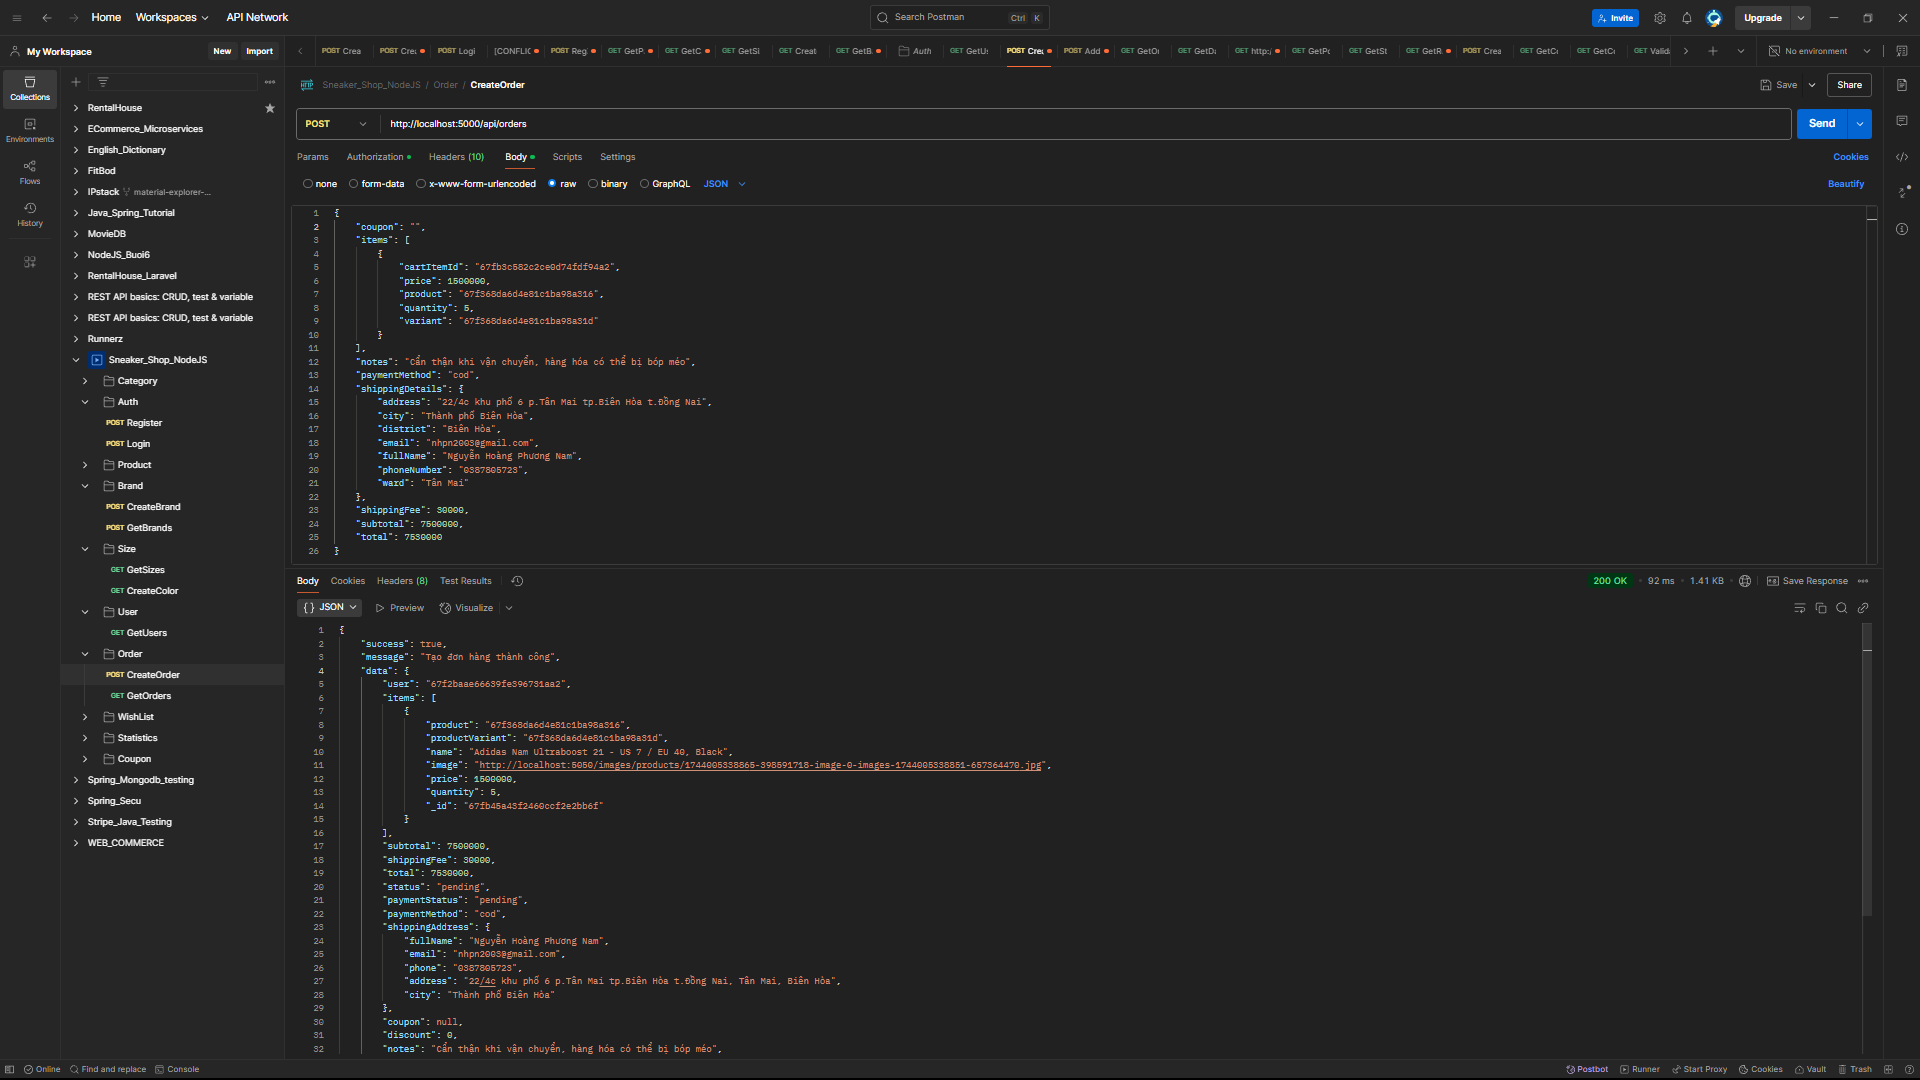 Home Workspaces API Network Search Postman Ctrl K Invite Upgrade
My Workspace New Import POST Crea POST Cre POST Logi [CONFLIC POST Regi GET GetP GET GetC GET GetSi GET Creat GET GetB Auth GET GetU POST Cre POST Add GET GetO GET GetD GET http:/ GET GetP GET GetSt GET GetR POST Crea GET GetC GET GetC GET Valid No environment
Collections
Environments
Flows
History
RentalHouse
ECommerce_Microservices
English_Dictionary
FitBod
IPstack material-explorer-...
Java_Spring_Tutorial
MovieDB
NodeJS_Buoi6
RentalHouse_Laravel
REST API basics: CRUD, test & variable
REST API basics: CRUD, test & variable
Runnerz
Sneaker_Shop_NodeJS
Category
Auth
POST Register
POST Login
Product
Brand
POST CreateBrand
POST GetBrands
Size
GET GetSizes
GET CreateColor
User
GET GetUsers
Order
POST CreateOrder
GET GetOrders
WishList
Statistics
Coupon
Spring_Mongodb_testing
Spring_Secu
Stripe_Java_Testing
WEB_COMMERCE
HTTP Sneaker_Shop_NodeJS / Order / CreateOrder Save Share
POST http://localhost:5000/api/orders Send
Params Authorization Headers (10) Body Scripts Settings Cookies
none form-data x-www-form-urlencoded raw binary GraphQL JSON Beautify
1 {
2 "coupon": "",
3 "items": [
4 {
5 "cartItemId": "67fb3c582c2ce0d74fdf94a2",
6 "price": 1500000,
7 "product": "67f368da6d4e81c1ba98a316",
8 "quantity": 5,
9 "variant": "67f368da6d4e81c1ba98a31d"
10 }
11 ],
12 "notes": "Cẩn thận khi vận chuyển, hàng hóa có thể bị bóp méo",
13 "paymentMethod": "cod",
14 "shippingDetails": {
15 "address": "22/4c khu phố 6 p.Tân Mai tp.Biên Hòa t.Đồng Nai",
16 "city": "Thành phố Biên Hòa",
17 "district": "Biên Hòa",
18 "email": "nhpn2003@gmail.com",
19 "fullName": "Nguyễn Hoàng Phương Nam",
20 "phoneNumber": "0387805723",
21 "ward": "Tân Mai"
22 },
23 "shippingFee": 30000,
24 "subtotal": 7500000,
25 "total": 7530000
26 }
Body Cookies Headers (8) Test Results 200 OK 92 ms 1.41 KB Save Response
{} JSON Preview Visualize
1 {
2 "success": true,
3 "message": "Tạo đơn hàng thành công",
4 "data": {
5 "user": "67f2baae66639fe396731aa2",
6 "items": [
7 {
8 "product": "67f368da6d4e81c1ba98a316",
9 "productVariant": "67f368da6d4e81c1ba98a31d",
10 "name": "Adidas Nam Ultraboost 21 - US 7 / EU 40, Black",
11 "image": "http://localhost:5050/images/products/1744005338865-398591718-image-0-images-1744005338851-657364470.jpg",
12 "price": 1500000,
13 "quantity": 5,
14 "_id": "67fb45a43f2460ccf2e2bb6f"
15 }
16 ],
17 "subtotal": 7500000,
18 "shippingFee": 30000,
19 "total": 7530000,
20 "status": "pending",
21 "paymentStatus": "pending",
22 "paymentMethod": "cod",
23 "shippingAddress": {
24 "fullName": "Nguyễn Hoàng Phương Nam",
25 "email": "nhpn2003@gmail.com",
26 "phone": "0387805723",
27 "address": "22/4c khu phố 6 p.Tân Mai tp.Biên Hòa t.Đồng Nai, Tân Mai, Biên Hòa",
28 "city": "Thành phố Biên Hòa"
29 },
30 "coupon": null,
31 "discount": 0,
32 "notes": "Cẩn thận khi vận chuyển, hàng hóa có thể bị bóp méo",
Online Find and replace Console Postbot Runner Start Proxy Cookies Vault Trash